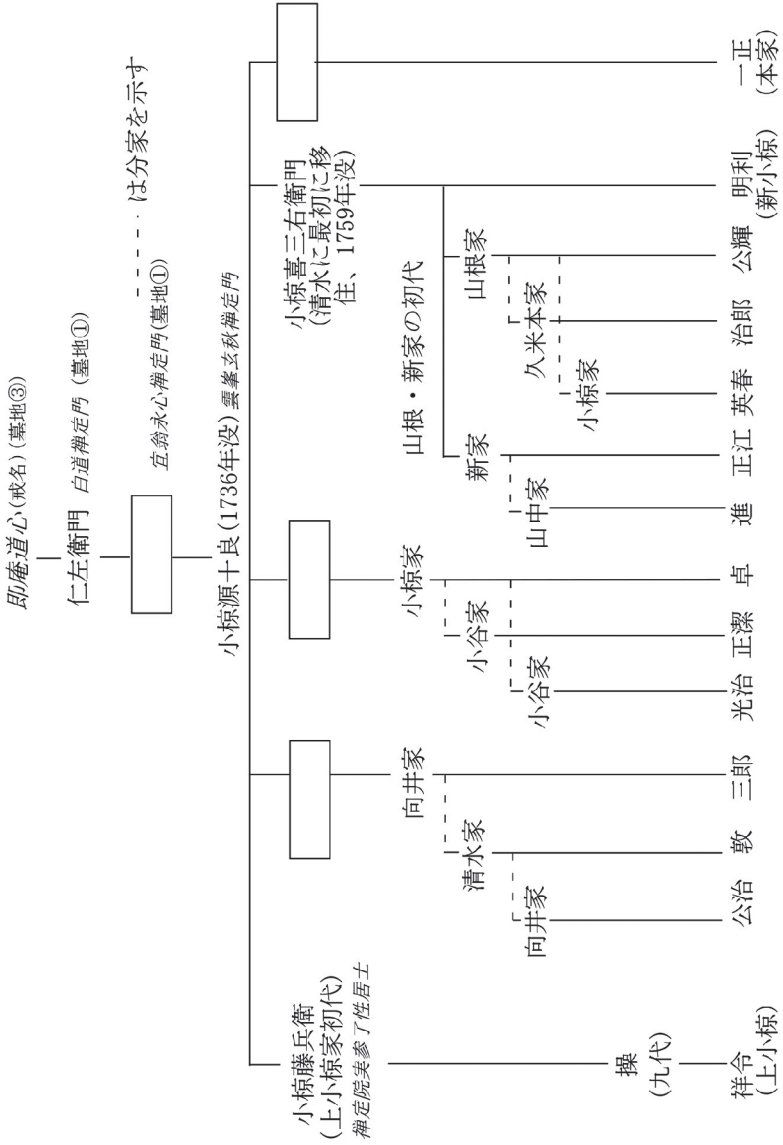 即庵道心(戒名)(墓地③)
仁左衛門 白道禅定門(墓地①)
‐‐‐‐は分家を示す
宜翁永心禅定門(墓地①)
小椋源十良(1736年没)霊峯玄秋禅定門
小椋藤兵衛
(上小椋家初代)
禅定院実参了性居士
小椋喜三右衛門
(清水に最初に移
住、1759年没)
向井家
小椋家
山根・新家の初代
清水家
小谷家
新家
山根家
向井家
小谷家
山中家
久米本家
小椋家
操
(九代)
祥令
(上小椋)
公治
敦
三郎
光治
正潔
卓
進
正江
英春
治郎
公輝
明利
(新小椋)
一正
(本家)